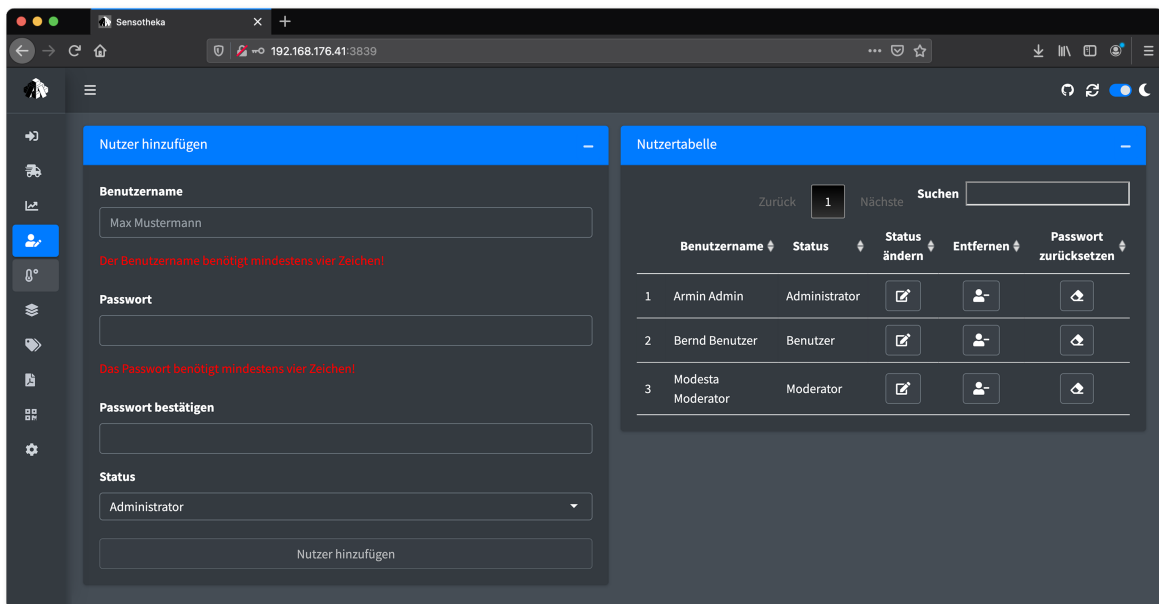 Sensotheka
192.168.176.41:3839
Nutzer hinzufügen
Benutzername
Max Mustermann
Der Benutzername benötigt mindestens vier Zeichen!
Passwort
Das Passwort benötigt mindestens vier Zeichen!
Passwort bestätigen
Status
Administrator
Nutzer hinzufügen
Nutzertabelle
Zurück 1 Nächste Suchen
Benutzername Status Status ändern Entfernen Passwort zurücksetzen
1 Armin Admin Administrator
2 Bernd Benutzer Benutzer
3 Modesta Moderator Moderator